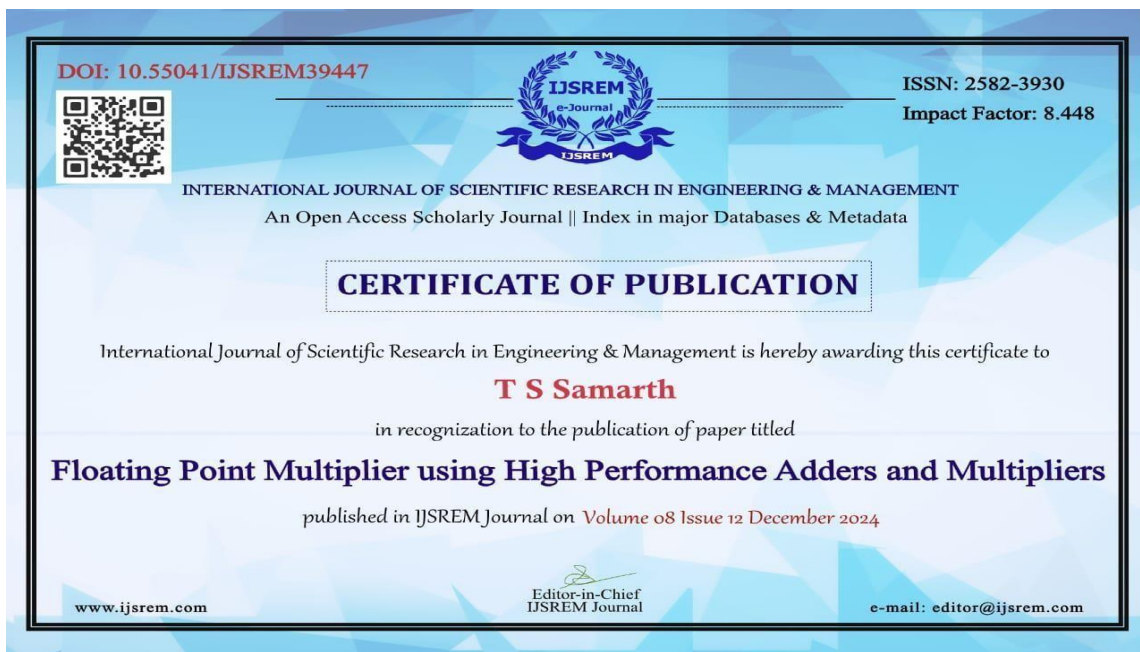 DOI: 10.55041/IJSREM39447
IJSREM
e-Journal
IJSREM
ISSN: 2582-3930
Impact Factor: 8.448
INTERNATIONAL JOURNAL OF SCIENTIFIC RESEARCH IN ENGINEERING & MANAGEMENT
An Open Access Scholarly Journal || Index in major Databases & Metadata
CERTIFICATE OF PUBLICATION
International Journal of Scientific Research in Engineering & Management is hereby awarding this certificate to
T S Samarth
in recognization to the publication of paper titled
Floating Point Multiplier using High Performance Adders and Multipliers
published in IJSREM Journal on Volume 08 Issue 12 December 2024
www.ijsrem.com
Editor-in-Chief
IJSREM Journal
e-mail: editor@ijsrem.com